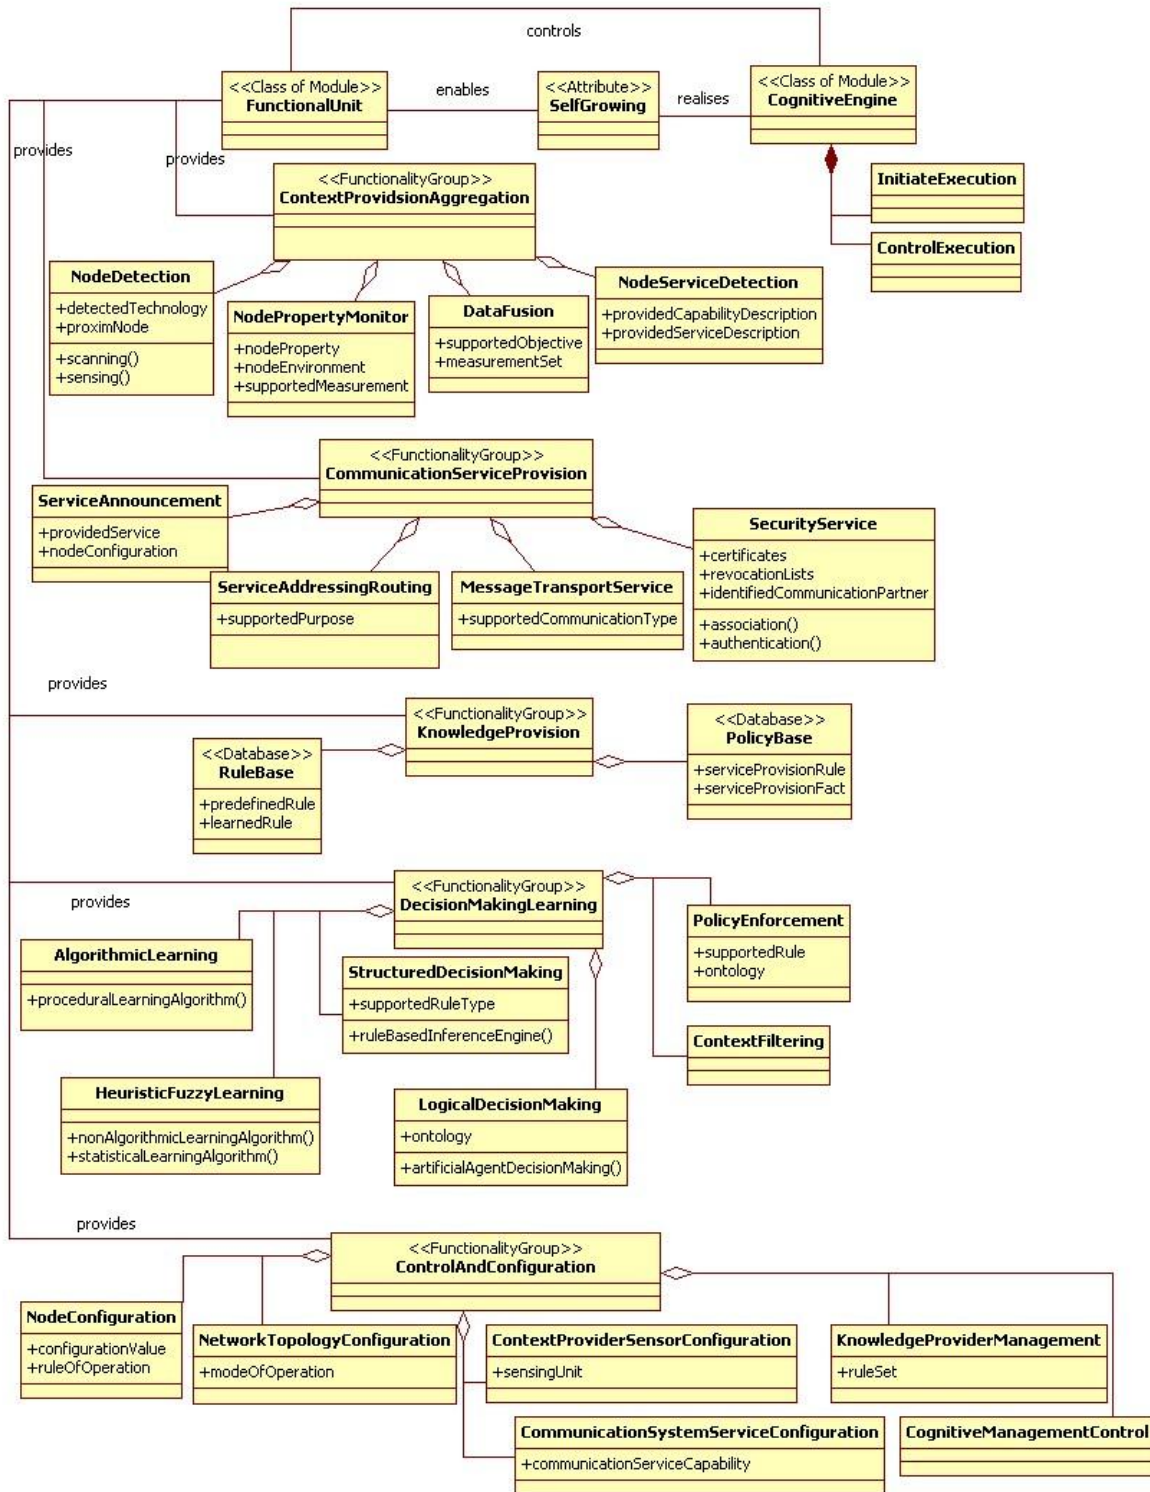 controls
<<Class of Module>>
FunctionalUnit
enables
<<Attribute>>
SelfGrowing
realises
<<Class of Module>>
CognitiveEngine
provides
provides
<<FunctionalityGroup>>
ContextProvidsionAggregation
InitiateExecution
ControlExecution
NodeDetection
+detectedTechnology
+proximNode
+scanning()
+sensing()
NodePropertyMonitor
+nodeProperty
+nodeEnvironment
+supportedMeasurement
DataFusion
+supportedObjective
+measurementSet
NodeServiceDetection
+providedCapabilityDescription
+providedServiceDescription
<<FunctionalityGroup>>
CommunicationServiceProvision
ServiceAnnouncement
+providedService
+nodeConfiguration
ServiceAddressingRouting
+supportedPurpose
MessageTransportService
+supportedCommunicationType
SecurityService
+certificates
+revocationLists
+identifiedCommunicationPartner
+association()
+authentication()
provides
<<FunctionalityGroup>>
KnowledgeProvision
<<Database>>
RuleBase
+predefinedRule
+learnedRule
<<Database>>
PolicyBase
+serviceProvisionRule
+serviceProvisionFact
provides
<<FunctionalityGroup>>
DecisionMakingLearning
AlgorithmicLearning
+proceduralLearningAlgorithm()
StructuredDecisionMaking
+supportedRuleType
+ruleBasedInferenceEngine()
PolicyEnforcement
+supportedRule
+ontology
ContextFiltering
HeuristicFuzzyLearning
+nonAlgorithmicLearningAlgorithm()
+statisticalLearningAlgorithm()
LogicalDecisionMaking
+ontology
+artificialAgentDecisionMaking()
provides
<<FunctionalityGroup>>
ControlAndConfiguration
NodeConfiguration
+configurationValue
+ruleOfOperation
NetworkTopologyConfiguration
+modeOfOperation
ContextProviderSensorConfiguration
+sensingUnit
KnowledgeProviderManagement
+ruleSet
CommunicationSystemServiceConfiguration
+communicationServiceCapability
CognitiveManagementControl